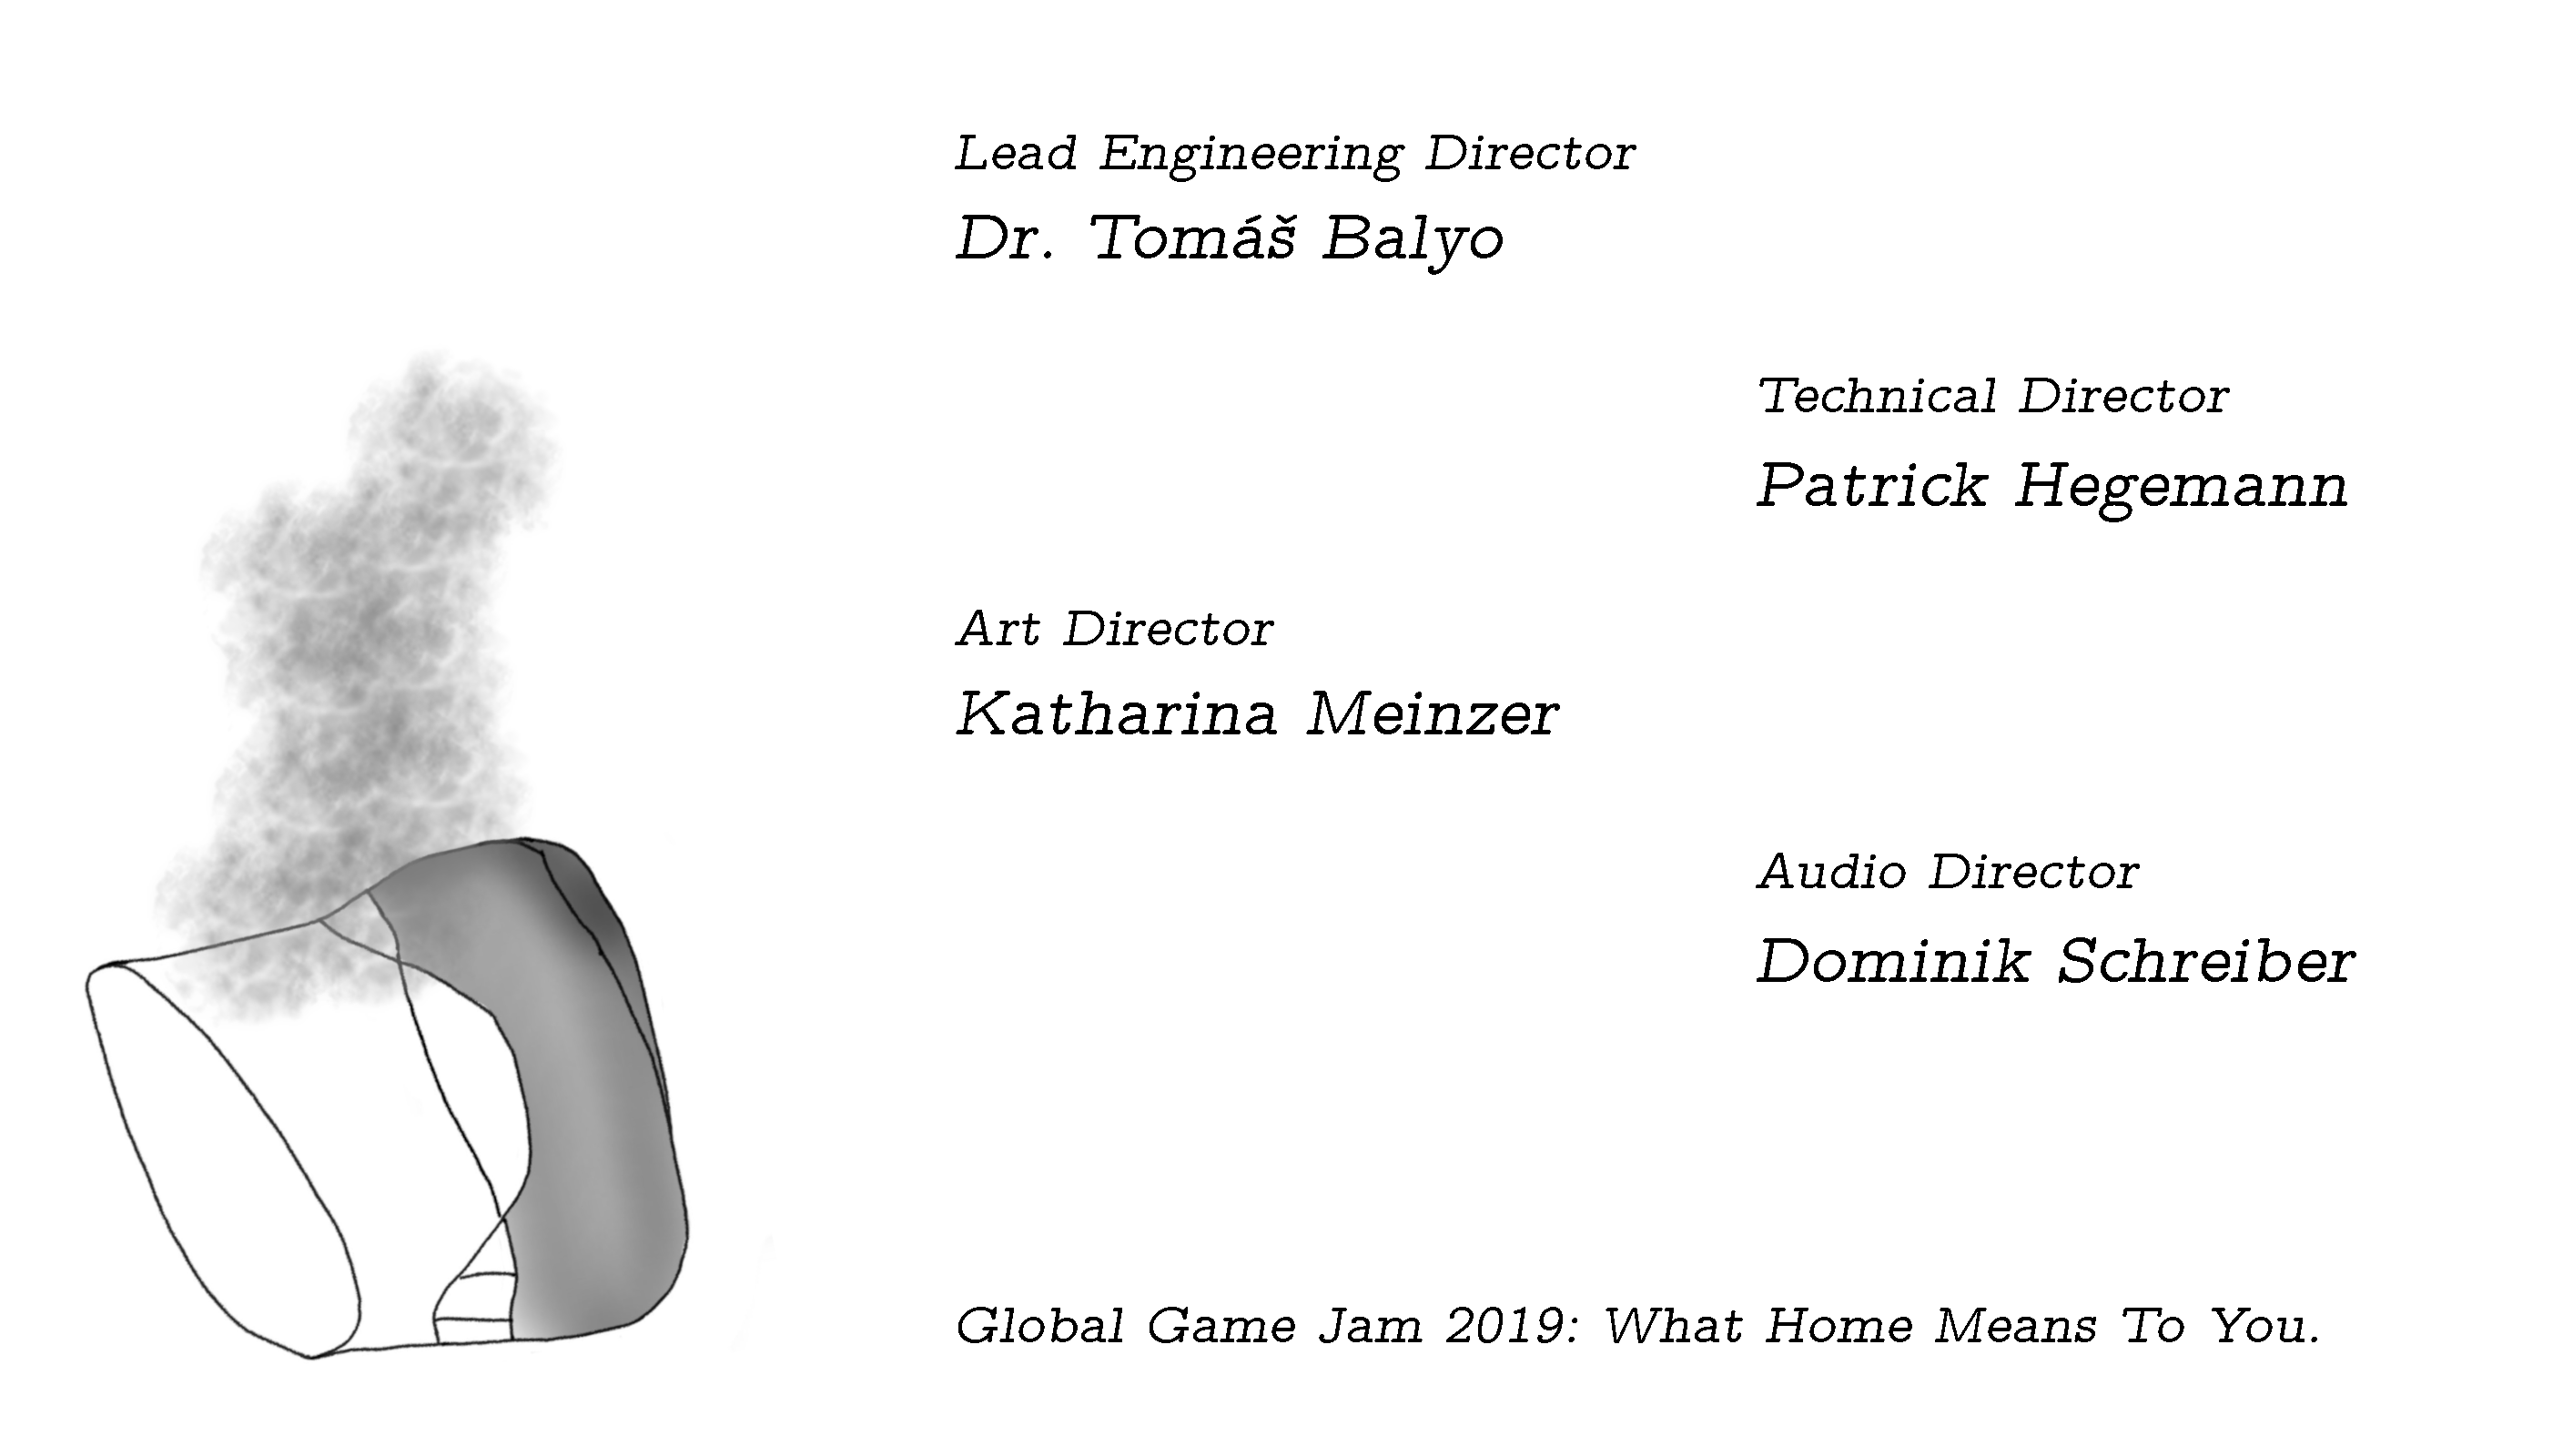 Lead Engineering Director
Dr. Tomáš Balyo
Technical Director
Patrick Hegemann
Art Director
Katharina Meinzer
Audio Director
Dominik Schreiber
Global Game Jam 2019: What Home Means To You.